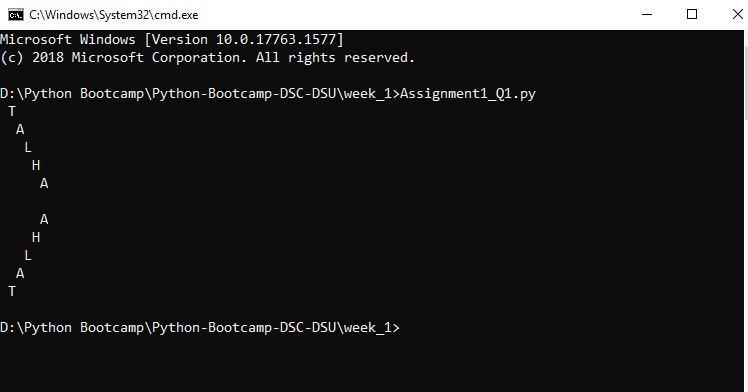 C:\Windows\System32\cmd.exe
Microsoft Windows [Version 10.0.17763.1577]
(c) 2018 Microsoft Corporation. All rights reserved.
D:\Python Bootcamp\Python-Bootcamp-DSC-DSU\week_1>Assignment1_Q1.py
T
A
L
H
A
A
H
L
A
T
D:\Python Bootcamp\Python-Bootcamp-DSC-DSU\week_1>